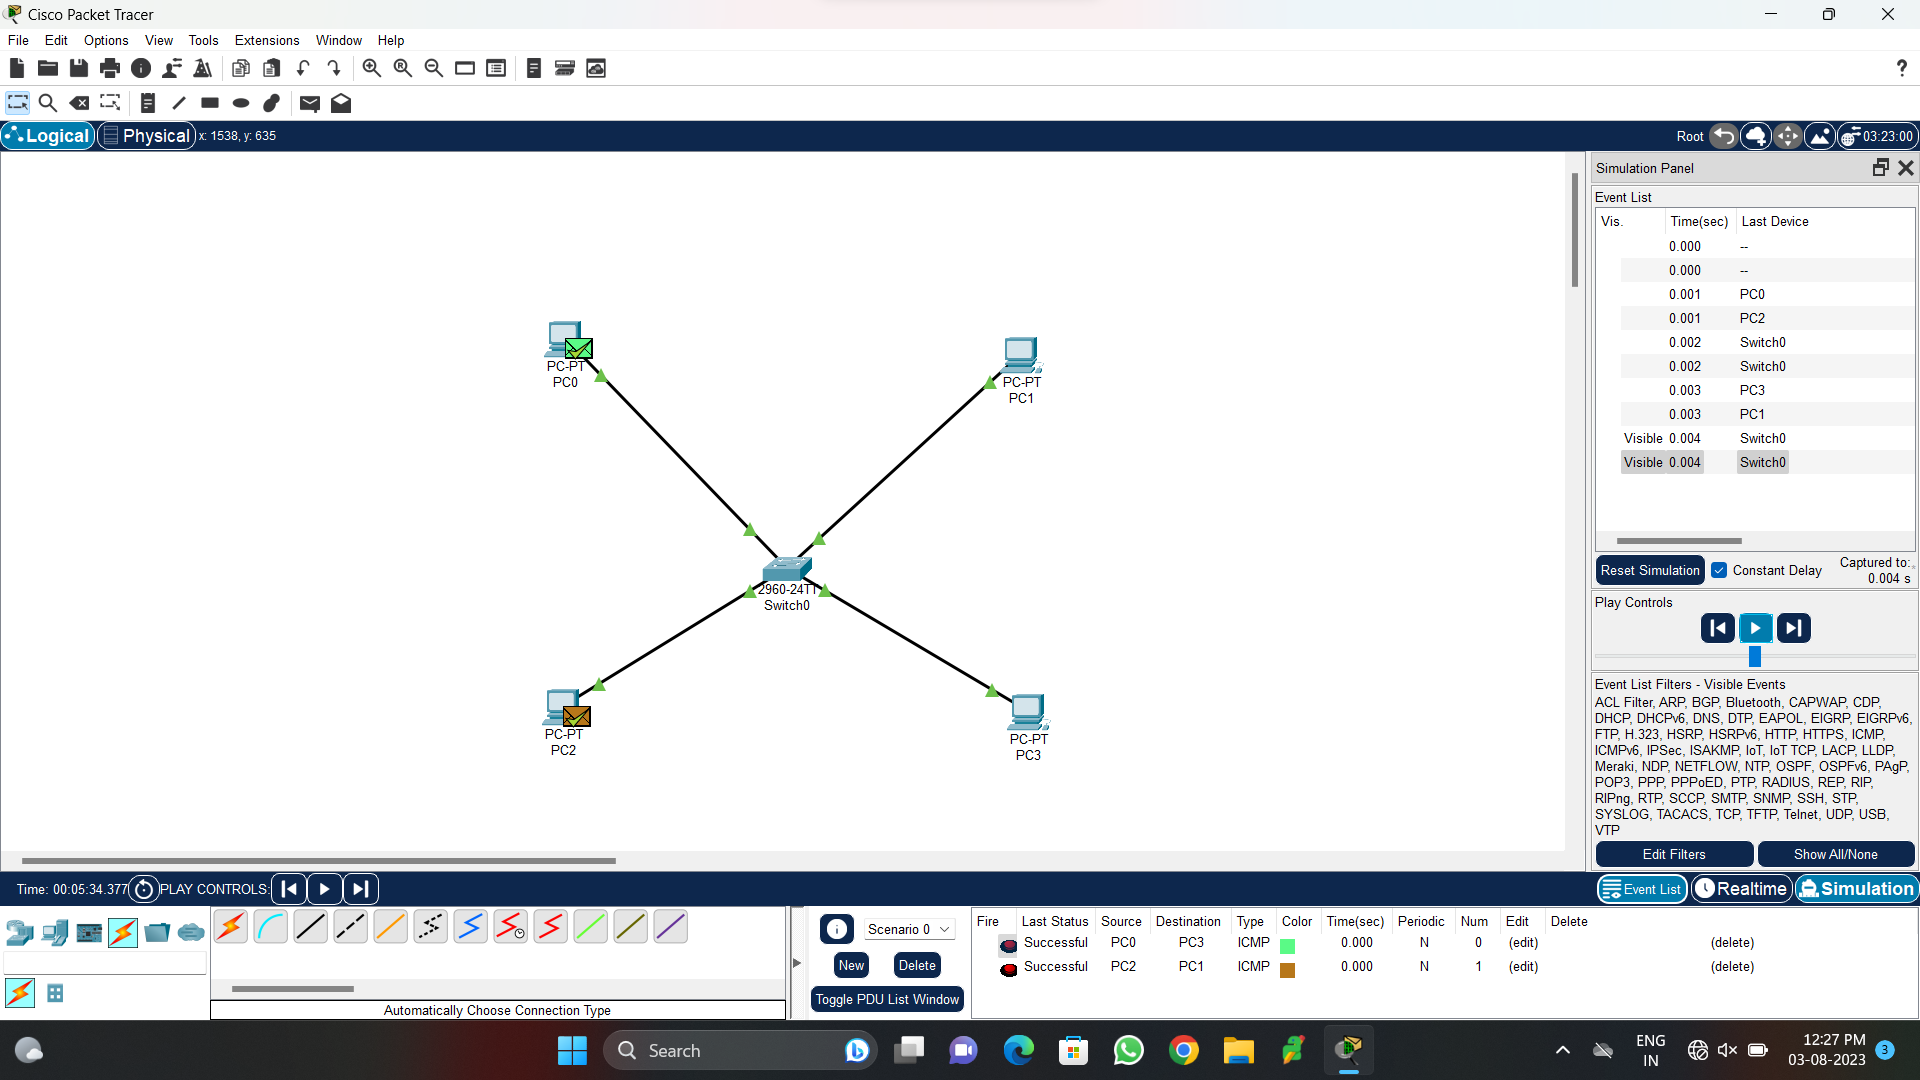 Cisco Packet Tracer
File Edit Options View Tools Extensions Window Help
?
Logical Physical x: 1538, y: 635 Root 03:23:00
Simulation Panel
Event List
Vis. Time(sec) Last Device
0.000 --
0.000 --
0.001 PC0
0.001 PC2
0.002 Switch0
0.002 Switch0
0.003 PC3
0.003 PC1
Visible 0.004 Switch0
Visible 0.004 Switch0
Reset Simulation Constant Delay Captured to:
0.004 s
Play Controls
Event List Filters - Visible Events
ACL Filter, ARP, BGP, Bluetooth, CAPWAP, CDP,
DHCP, DHCPv6, DNS, DTP, EAPOL, EIGRP, EIGRPv6,
FTP, H.323, HSRP, HSRPv6, HTTP, HTTPS, ICMP,
ICMPv6, IPSec, ISAKMP, IoT, IoT TCP, LACP, LLDP,
Meraki, NDP, NETFLOW, NTP, OSPF, OSPFv6, PAgP,
POP3, PPP, PPPoED, PTP, RADIUS, REP, RIP,
RIPng, RTP, SCCP, SMTP, SNMP, SSH, STP,
SYSLOG, TACACS, TCP, TFTP, Telnet, UDP, USB,
VTP
Edit Filters Show All/None
PC-PT
PC0
PC-PT
PC1
2960-24TT
Switch0
PC-PT
PC2
PC-PT
PC3
Time: 00:05:34.377 PLAY CONTROLS: Event List Realtime Simulation
Scenario 0
New Delete
Toggle PDU List Window
Automatically Choose Connection Type
Fire Last Status Source Destination Type Color Time(sec) Periodic Num Edit Delete
Successful PC0 PC3 ICMP 0.000 N 0 (edit) (delete)
Successful PC2 PC1 ICMP 0.000 N 1 (edit) (delete)
Search
ENG
IN
12:27 PM
03-08-2023
3